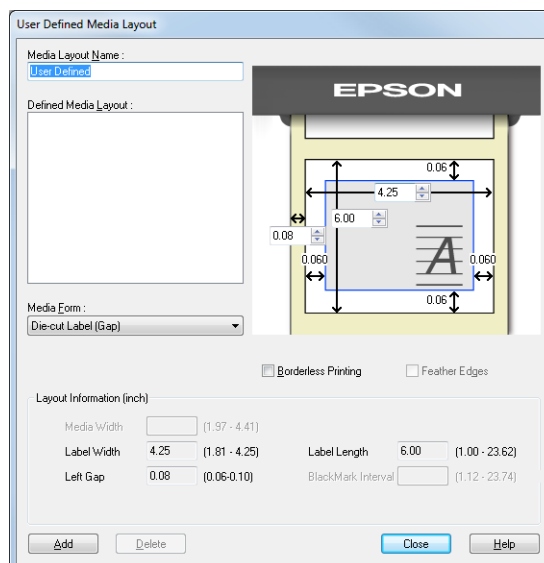 User Defined Media Layout
Media Layout Name :
User Defined
Defined Media Layout :
EPSON
0.06
4.25
6.00
0.08
0.060
A
0.060
0.06
Media Form :
Die-cut Label (Gap)
Borderless Printing
Feather Edges
Layout Information (inch)
Media Width (1.97 - 4.41)
Label Width 4.25 (1.81 - 4.25) Label Length 6.00 (1.00 - 23.62)
Left Gap 0.08 (0.06-0.10) BlackMark Interval (1.12 - 23.74)
Add Delete Close Help